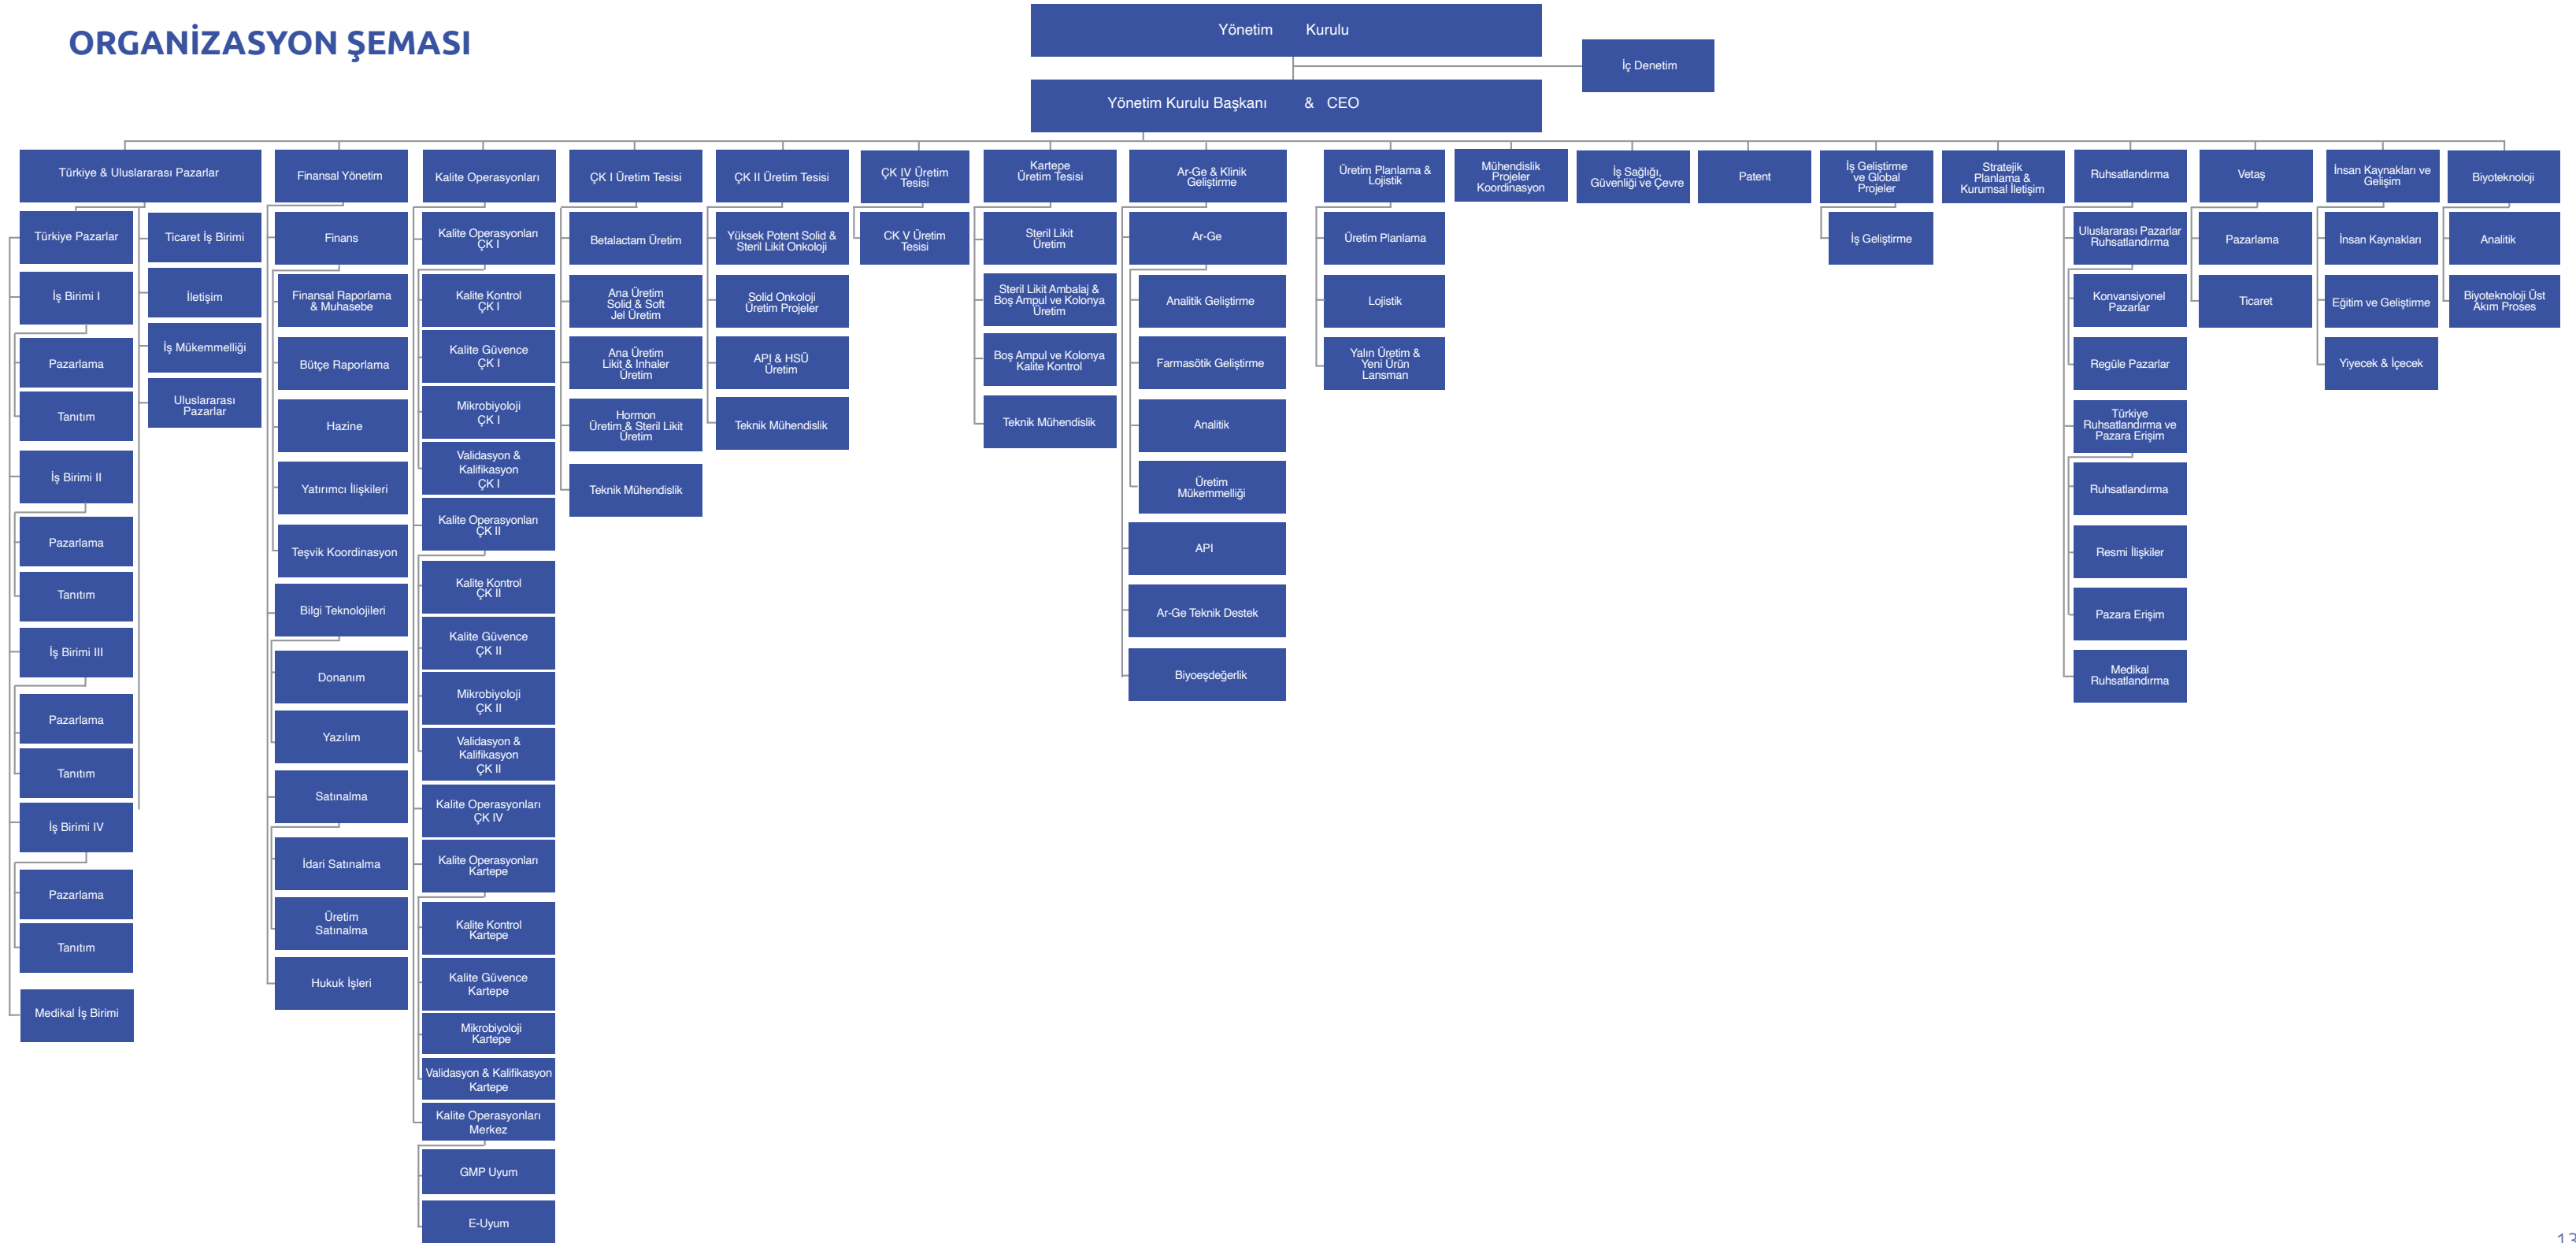 ORGANİZASYON ŞEMASI
Yönetim Kurulu
İç Denetim
Yönetim Kurulu Başkanı & CEO
Türkiye & Uluslararası Pazarlar
Türkiye Pazarlar
İş Birimi I
Pazarlama
Tanıtım
İş Birimi II
Pazarlama
Tanıtım
İş Birimi III
Pazarlama
Tanıtım
İş Birimi IV
Pazarlama
Tanıtım
Medikal İş Birimi
Ticaret İş Birimi
İletişim
İş Mükemmelliği
Uluslararası
Pazarlar
Finansal Yönetim
Finans
Finansal Raporlama
& Muhasebe
Bütçe Raporlama
Hazine
Yatırımcı İlişkileri
Teşvik Koordinasyon
Bilgi Teknolojileri
Donanım
Yazılım
Satınalma
İdari Satınalma
Üretim
Satınalma
Hukuk İşleri
Kalite Operasyonları
Kalite Operasyonları
ÇK I
Kalite Kontrol
ÇK I
Kalite Güvence
ÇK I
Mikrobiyoloji
ÇK I
Validasyon &
Kalifikasyon
ÇK I
Kalite Operasyonları
ÇK II
Kalite Kontrol
ÇK II
Kalite Güvence
ÇK II
Mikrobiyoloji
ÇK II
Validasyon &
Kalifikasyon
ÇK II
Kalite Operasyonları
ÇK IV
Kalite Operasyonları
Kartepe
Kalite Kontrol
Kartepe
Kalite Güvence
Kartepe
Mikrobiyoloji
Kartepe
Validasyon & Kalifikasyon
Kartepe
Kalite Operasyonları
Merkez
GMP Uyum
E-Uyum
ÇK I Üretim Tesisi
Betalactam Üretim
Ana Üretim
Solid & Soft
Jel Üretim
Ana Üretim
Likit & Inhaler
Üretim
Hormon
Üretim & Steril Likit
Üretim
Teknik Mühendislik
ÇK II Üretim Tesisi
Yüksek Potent Solid &
Steril Likit Onkoloji
Solid Onkoloji
Üretim Projeler
API & HSÜ
Üretim
Teknik Mühendislik
ÇK IV Üretim
Tesisi
CK V Üretim
Tesisi
Kartepe
Üretim Tesisi
Steril Likit
Üretim
Steril Likit Ambalaj &
Boş Ampul ve Kolonya
Üretim
Boş Ampul ve Kolonya
Kalite Kontrol
Teknik Mühendislik
Ar-Ge & Klinik
Geliştirme
Ar-Ge
Analitik Geliştirme
Farmasötik Geliştirme
Analitik
Üretim
Mükemmelliği
API
Ar-Ge Teknik Destek
Biyoeşdeğerlik
Üretim Planlama &
Lojistik
Üretim Planlama
Lojistik
Yalın Üretim &
Yeni Ürün
Lansman
Mühendislik
Projeler
Koordinasyon
İş Sağlığı,
Güvenliği ve Çevre
Patent
İş Geliştirme
ve Global
Projeler
İş Geliştirme
Stratejik
Planlama &
Kurumsal İletişim
Ruhsatlandırma
Uluslararası Pazarlar
Ruhsatlandırma
Konvansiyonel
Pazarlar
Regüle Pazarlar
Türkiye
Ruhsatlandırma ve
Pazara Erişim
Ruhsatlandırma
Resmi İlişkiler
Pazara Erişim
Medikal
Ruhsatlandırma
Vetaş
Pazarlama
Ticaret
İnsan Kaynakları ve
Gelişim
İnsan Kaynakları
Eğitim ve Geliştirme
Yiyecek & İçecek
Biyoteknoloji
Analitik
Biyoteknoloji Üst
Akım Proses